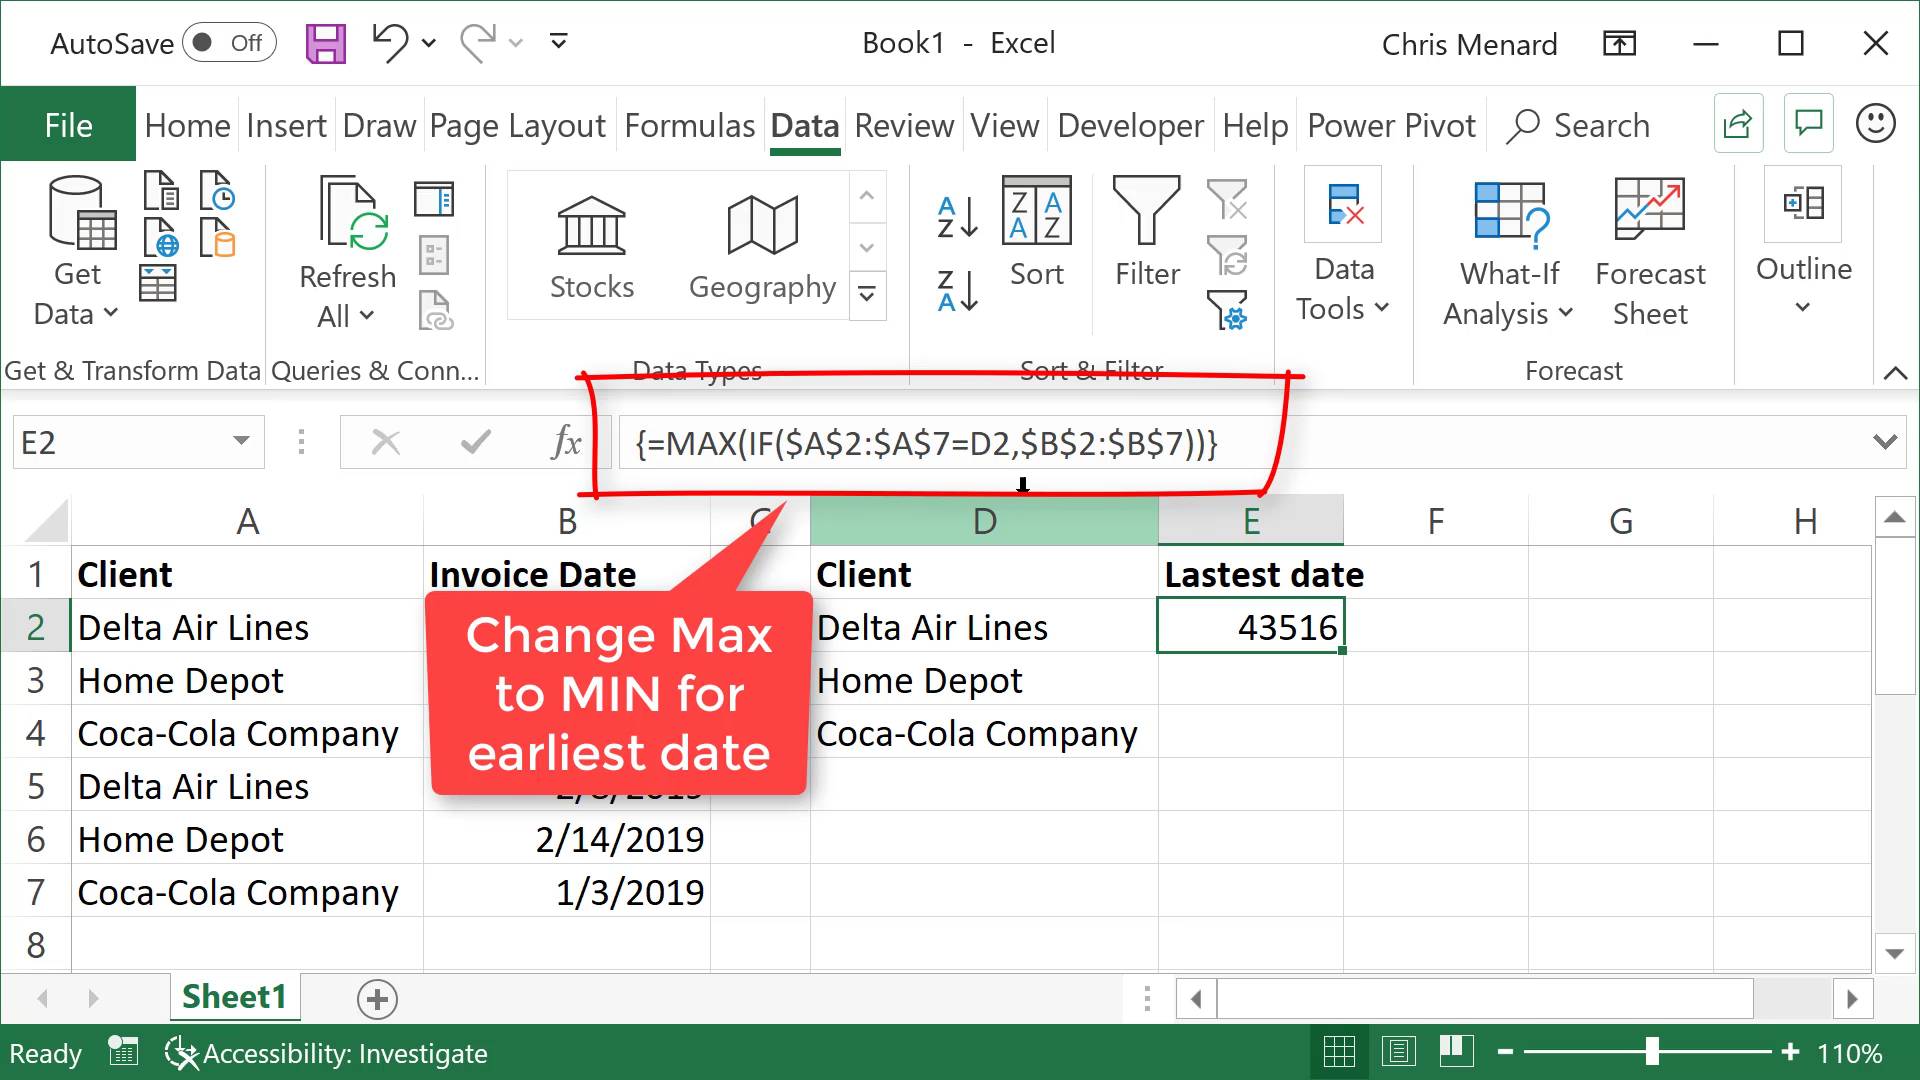 AutoSave Off Book1 - Excel Chris Menard
File Home Insert Draw Page Layout Formulas Data Review View Developer Help Power Pivot Search
Get Data
Refresh All
Stocks Geography
Sort
Filter
Data Tools
What-If Analysis
Forecast Sheet
Outline
Get & Transform Data Queries & Conn... Data Types Sort & Filter Forecast
E2 fx {=MAX(IF($A$2:$A$7=D2,$B$2:$B$7))}
A B C D E F G H
1 Client Invoice Date Client Lastest date
2 Delta Air Lines Delta Air Lines 43516
3 Home Depot Home Depot
4 Coca-Cola Company Coca-Cola Company
5 Delta Air Lines
6 Home Depot 2/14/2019
7 Coca-Cola Company 1/3/2019
8
Change Max
to MIN for
earliest date
Sheet1
Ready Accessibility: Investigate 110%